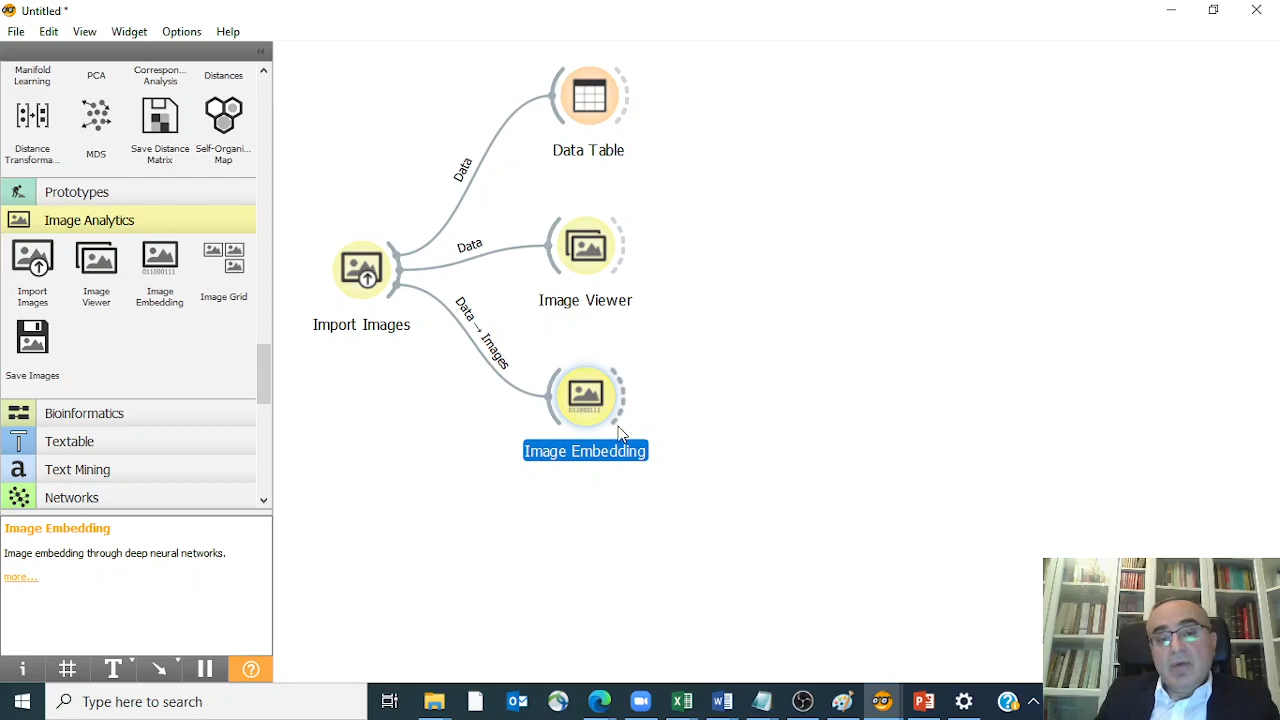 Untitled *
File Edit View Widget Options Help
Manifold Learning
PCA
Correspon... Analysis
Distances
Distance Transforma...
MDS
Save Distance Matrix
Self-Organi... Map
Prototypes
Image Analytics
Import Images
Image Viewer
011000111
Image Embedding
Image Grid
Save Images
Bioinformatics
Textable
Text Mining
Networks
Image Embedding
Image embedding through deep neural networks.
more...
Data
Data Table
Data
Image Viewer
Import Images
Data → Images
011000111
Image Embedding
Type here to search